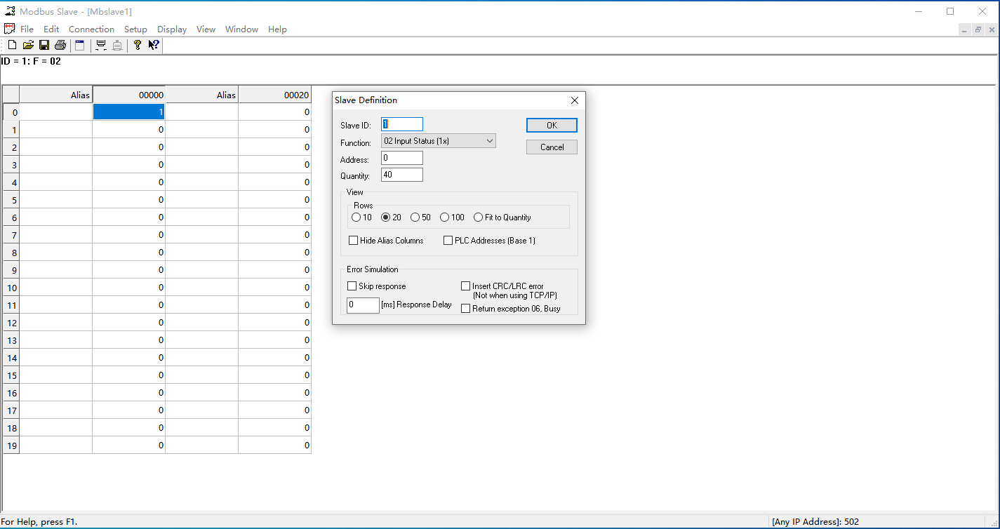 Modbus Slave - [Mbslave1]
File Edit Connection Setup Display View Window Help
ID = 1: F = 02
Alias 00000 Alias 00020
0 1 0
1 0 0
2 0 0
3 0 0
4 0 0
5 0 0
6 0 0
7 0 0
8 0 0
9 0 0
10 0 0
11 0 0
12 0 0
13 0 0
14 0 0
15 0 0
16 0 0
17 0 0
18 0 0
19 0 0
Slave Definition
Slave ID: 1 OK
Function: 02 Input Status (1x) Cancel
Address: 0
Quantity: 40
View
Rows
10 20 50 100 Fit to Quantity
Hide Alias Columns PLC Addresses (Base 1)
Error Simulation
Skip response Insert CRC/LRC error
(Not when using TCP/IP)
0 [ms] Response Delay Return exception 06, Busy
For Help, press F1. [Any IP Address]: 502